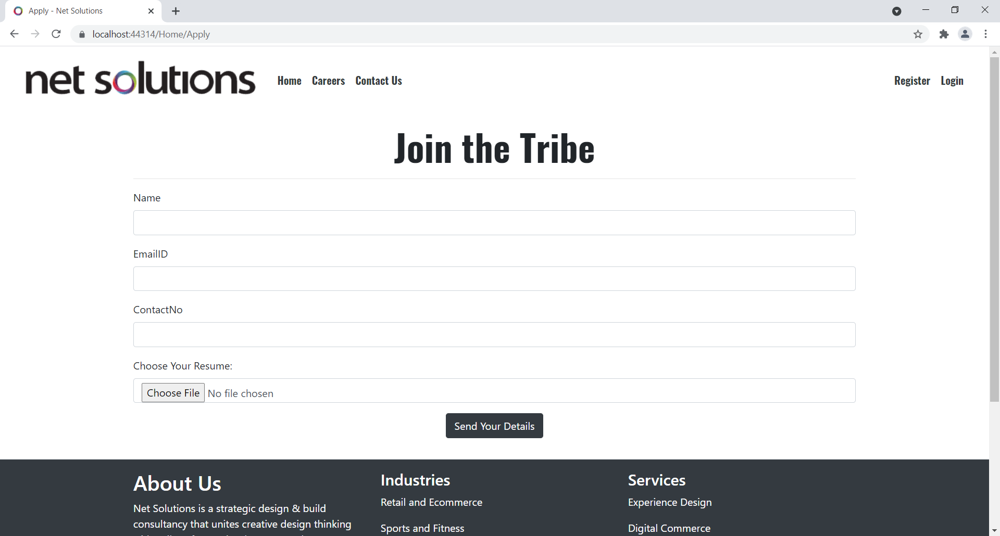 Apply - Net Solutions
localhost:44314/Home/Apply
net solutions
Home Careers Contact Us
Register Login
Join the Tribe
Name
EmailID
ContactNo
Choose Your Resume:
Choose File No file chosen
Send Your Details
About Us
Net Solutions is a strategic design & build
consultancy that unites creative design thinking
Industries
Retail and Ecommerce
Sports and Fitness
Services
Experience Design
Digital Commerce